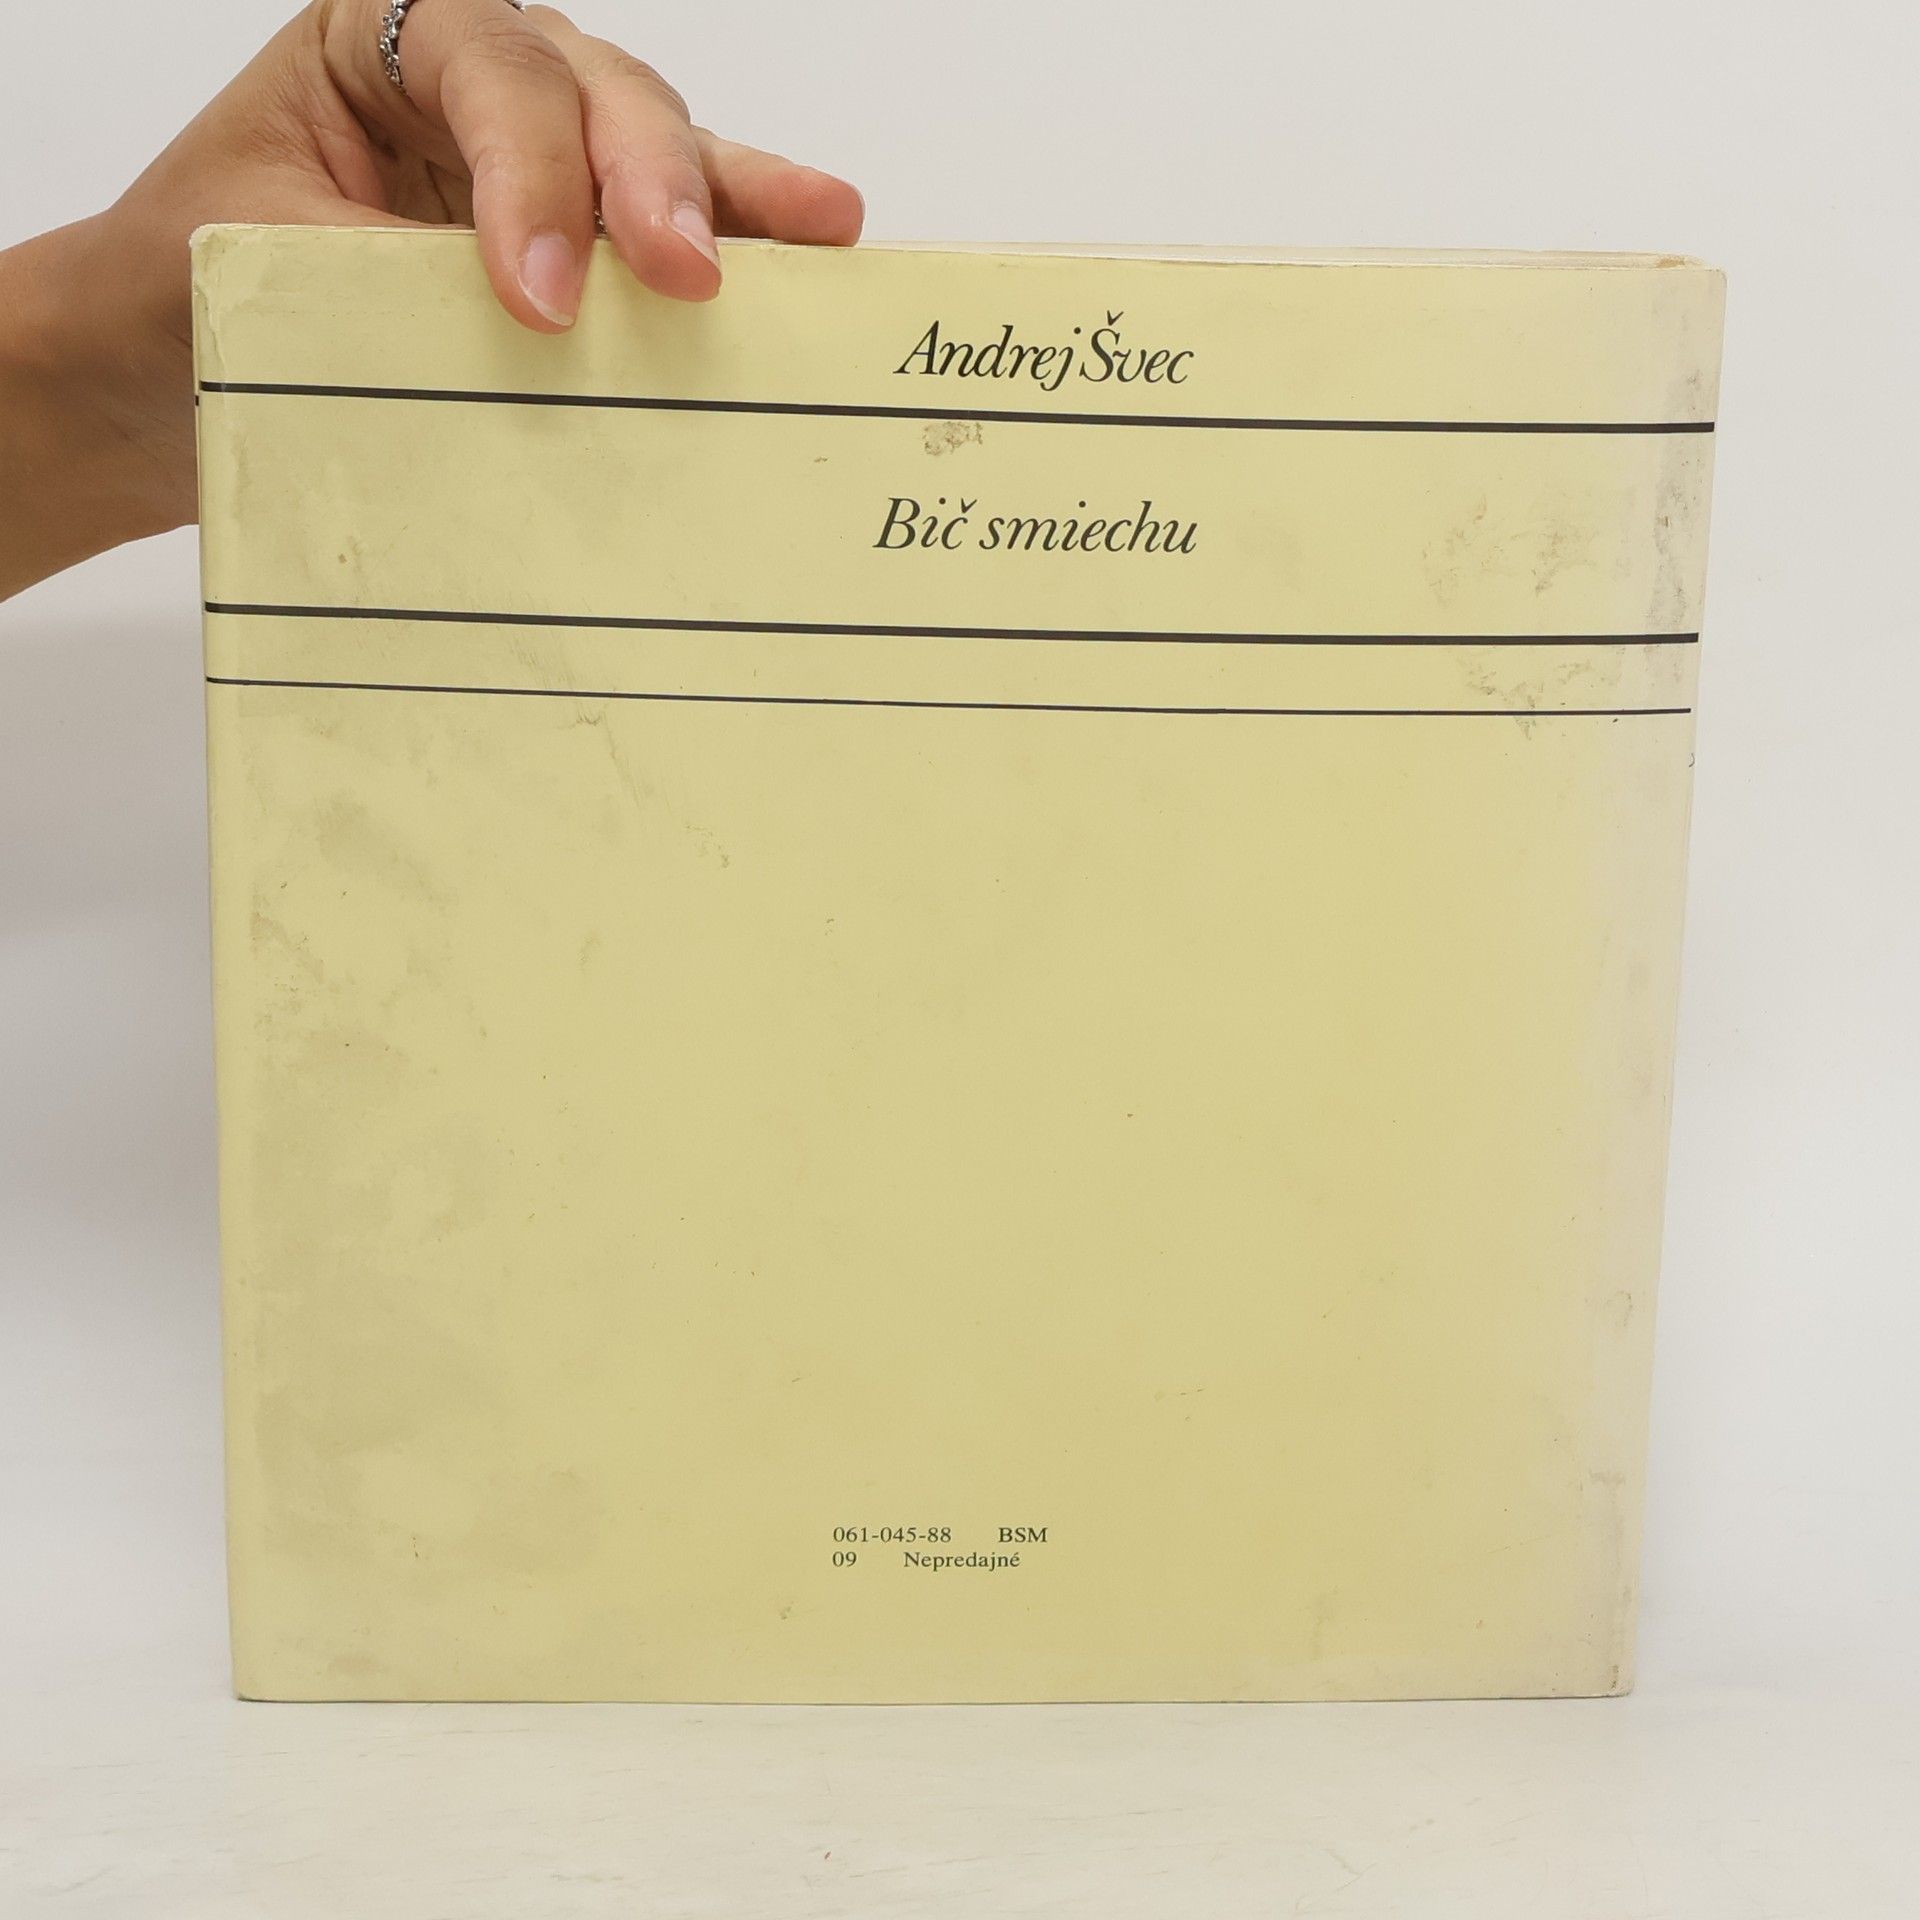 Andrej Švec
Bič smiechu
061-045-88 BSM
09 Nepredajné